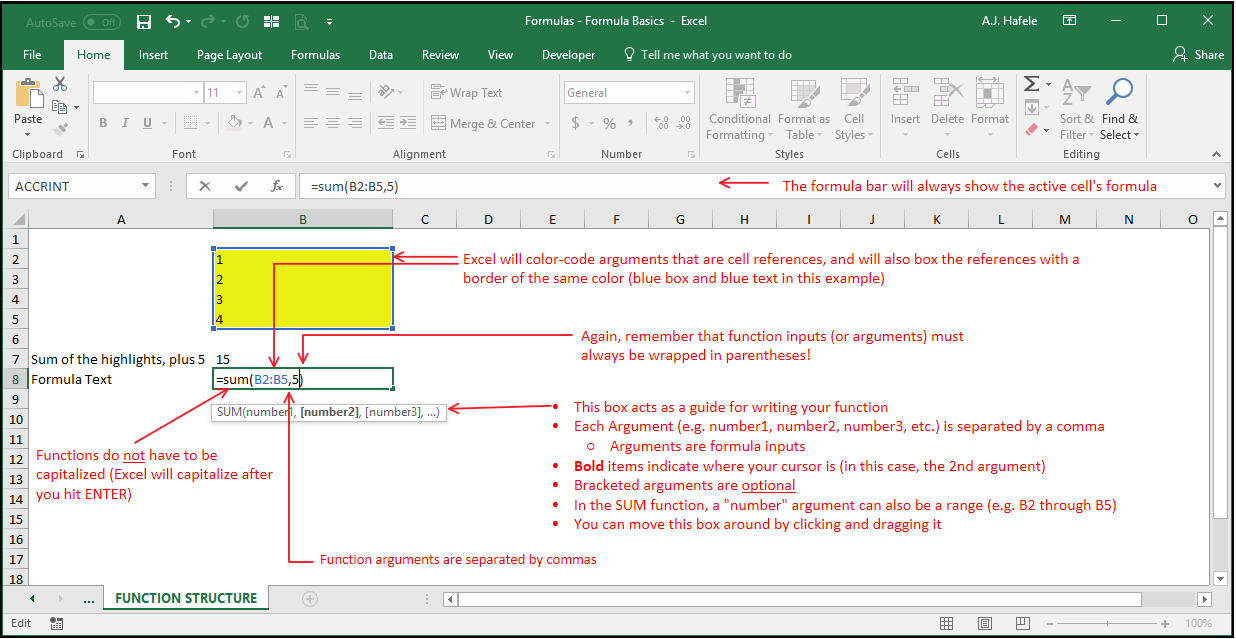 AutoSave Off Formulas - Formula Basics - Excel A.J. Hafele
File Home Insert Page Layout Formulas Data Review View Developer Tell me what you want to do Share
Paste
Clipboard
11
B I U A
Font
Wrap Text
Merge & Center
Alignment
General
$ % ,
Number
Conditional Formatting
Format as Table
Cell Styles
Styles
Insert Delete Format
Cells
Sort & Filter
Find & Select
Editing
ACCRINT fx =sum(B2:B5,5) The formula bar will always show the active cell's formula
A B C D E F G H I J K L M N O
1
2 1 Excel will color-code arguments that are cell references, and will also box the references with a
3 2 border of the same color (blue box and blue text in this example)
4 3
5 4
6 Again, remember that function inputs (or arguments) must
always be wrapped in parentheses!
7 Sum of the highlights, plus 5 15
8 Formula Text =sum(B2:B5,5)
9 SUM(number1, [number2], [number3], ...)
• This box acts as a guide for writing your function
10 • Each Argument (e.g. number1, number2, number3, etc.) is separated by a comma
11 o Arguments are formula inputs
12 • Bold items indicate where your cursor is (in this case, the 2nd argument)
13 • Bracketed arguments are optional
14 • In the SUM function, a "number" argument can also be a range (e.g. B2 through B5)
15 • You can move this box around by clicking and dragging it
Functions do not have to be
capitalized (Excel will capitalize after
you hit ENTER)
16
17 Function arguments are separated by commas
18
... FUNCTION STRUCTURE
Edit 100%